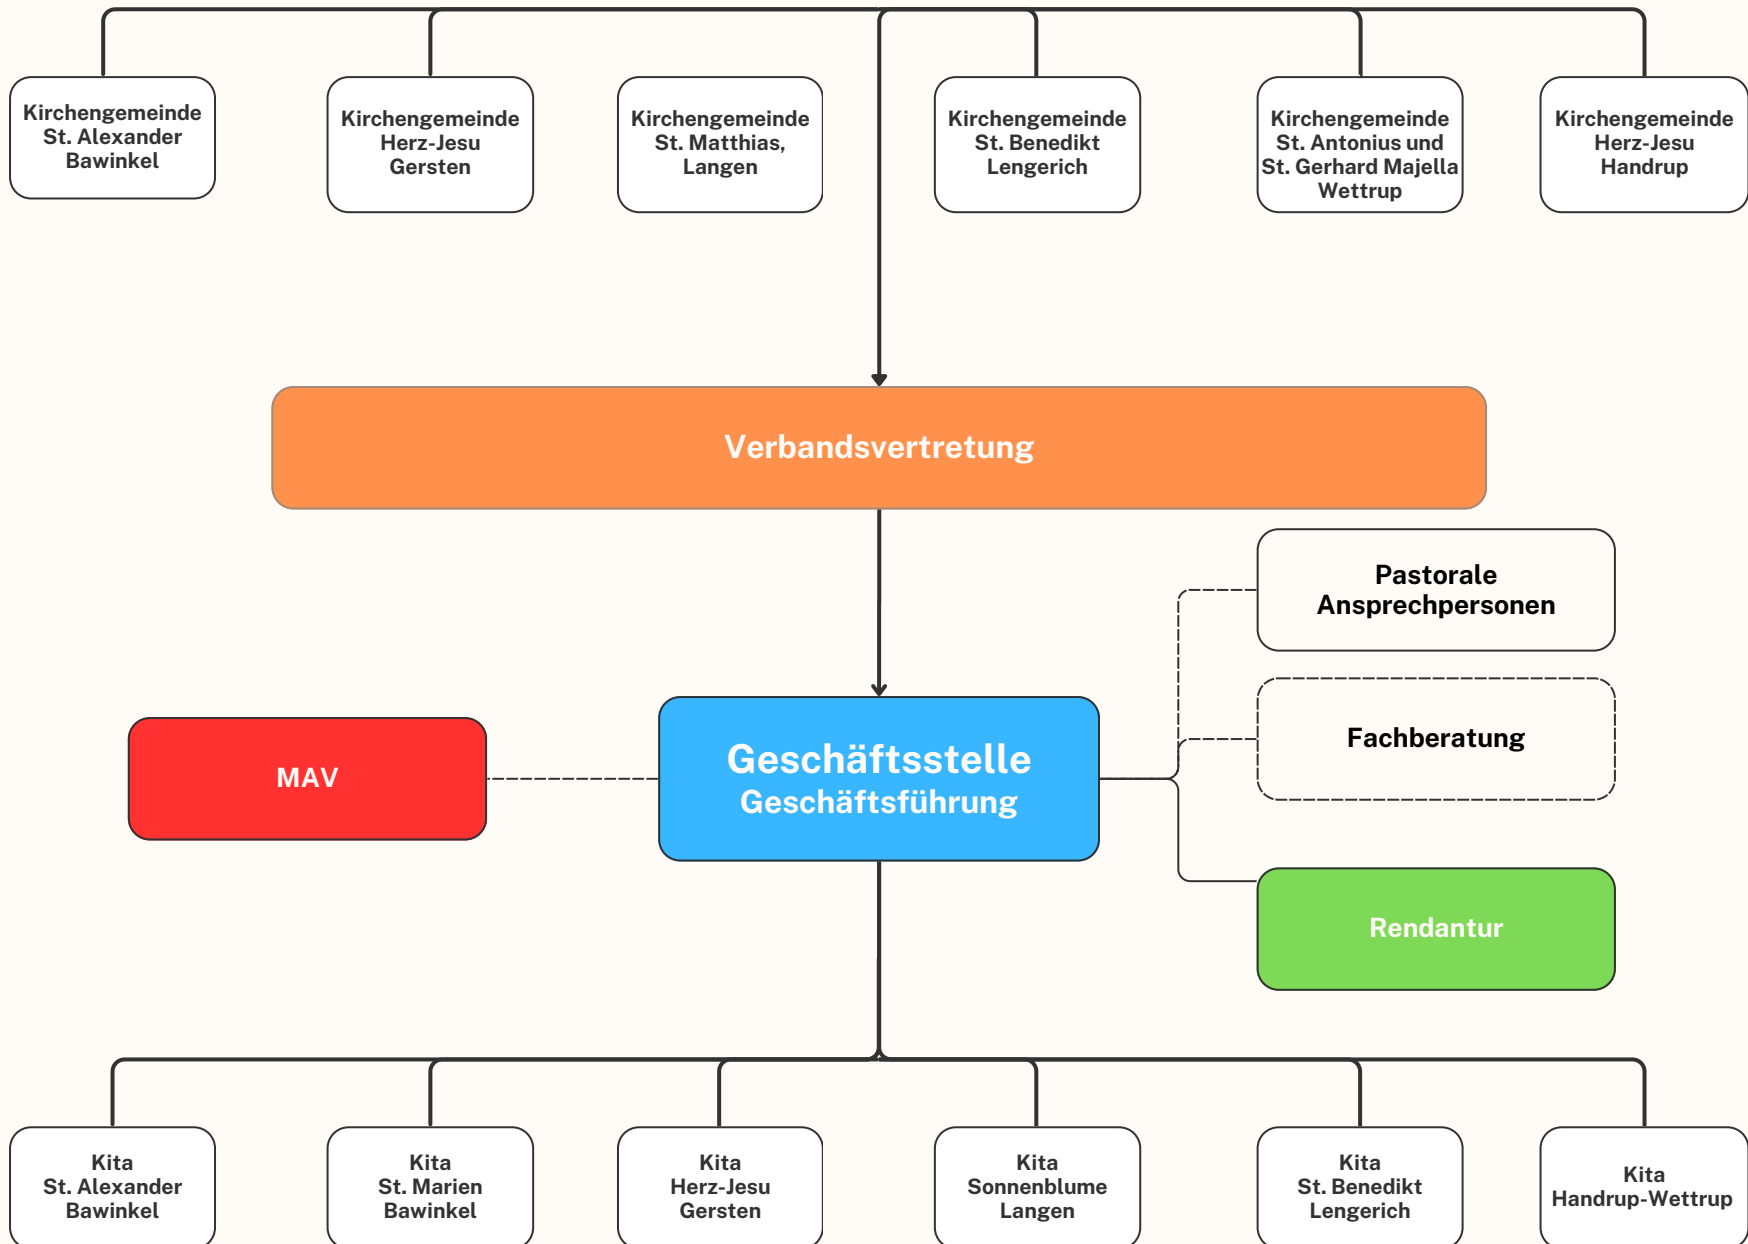 Kirchengemeinde
St. Alexander
Bawinkel
Kirchengemeinde
Herz-Jesu
Gersten
Kirchengemeinde
St. Matthias,
Langen
Kirchengemeinde
St. Benedikt
Lengerich
Kirchengemeinde
St. Antonius und
St. Gerhard Majella
Wettrup
Kirchengemeinde
Herz-Jesu
Handrup
Verbandsvertretung
Pastorale
Ansprechpersonen
Fachberatung
MAV
Geschäftsstelle
Geschäftsführung
Rendantur
Kita
St. Alexander
Bawinkel
Kita
St. Marien
Bawinkel
Kita
Herz-Jesu
Gersten
Kita
Sonnenblume
Langen
Kita
St. Benedikt
Lengerich
Kita
Handrup-Wettrup